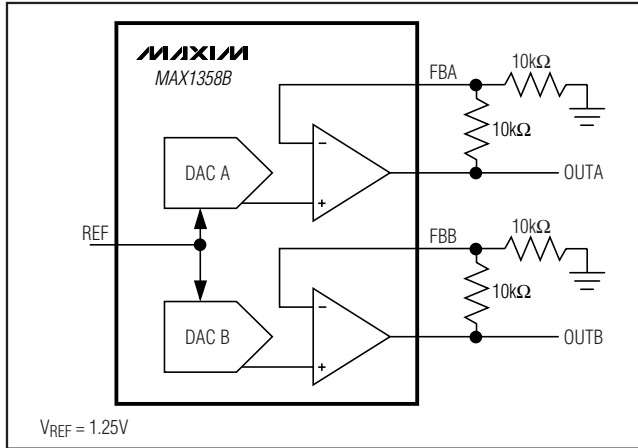 MAXIM
MAX1358B
FBA
10kΩ
10kΩ
DAC A
-
+
OUTA
REF
FBB
10kΩ
10kΩ
DAC B
-
+
OUTB
VREF = 1.25V